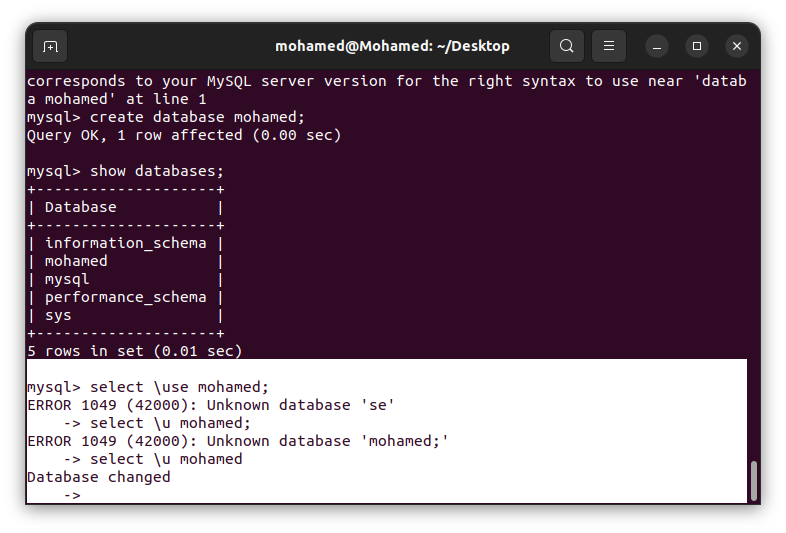 mohamed@Mohamed: ~/Desktop
corresponds to your MySQL server version for the right syntax to use near 'datab
a mohamed' at line 1
mysql> create database mohamed;
Query OK, 1 row affected (0.00 sec)
mysql> show databases;
+--------------------+
| Database           |
+--------------------+
| information_schema |
| mohamed            |
| mysql              |
| performance_schema |
| sys                |
+--------------------+
5 rows in set (0.01 sec)
mysql> select \use mohamed;
ERROR 1049 (42000): Unknown database 'se'
    -> select \u mohamed;
ERROR 1049 (42000): Unknown database 'mohamed;'
    -> select \u mohamed
Database changed
    ->